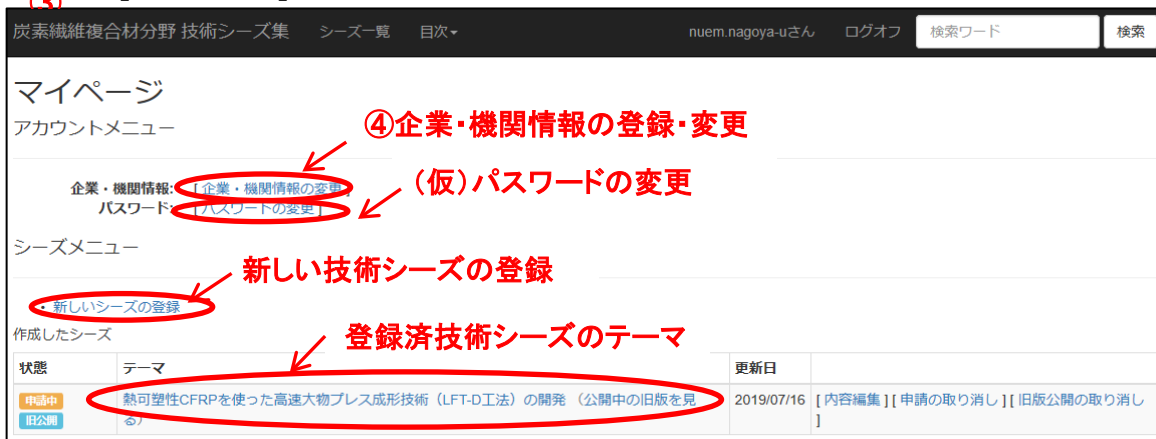 ③
炭素繊維複合材分野 技術シーズ集 シーズ一覧 目次 nuem.nagoya-uさん ログオフ 検索ワード 検索
マイページ
アカウントメニュー
④企業・機関情報の登録・変更
企業・機関情報: [ 企業・機関情報の変更 ]
(仮)パスワードの変更
パスワード: [ パスワードの変更 ]
シーズメニュー
新しい技術シーズの登録
・新しいシーズの登録
作成したシーズ
登録済技術シーズのテーマ
状態 テーマ 更新日
申請中 熱可塑性CFRPを使った高速大物プレス成形技術(LFT-D工法)の開発 (公開中の旧版を見 2019/07/16 [ 内容編集 ] [ 申請の取り消し ] [ 旧版公開の取り消し
旧公開 る) ]